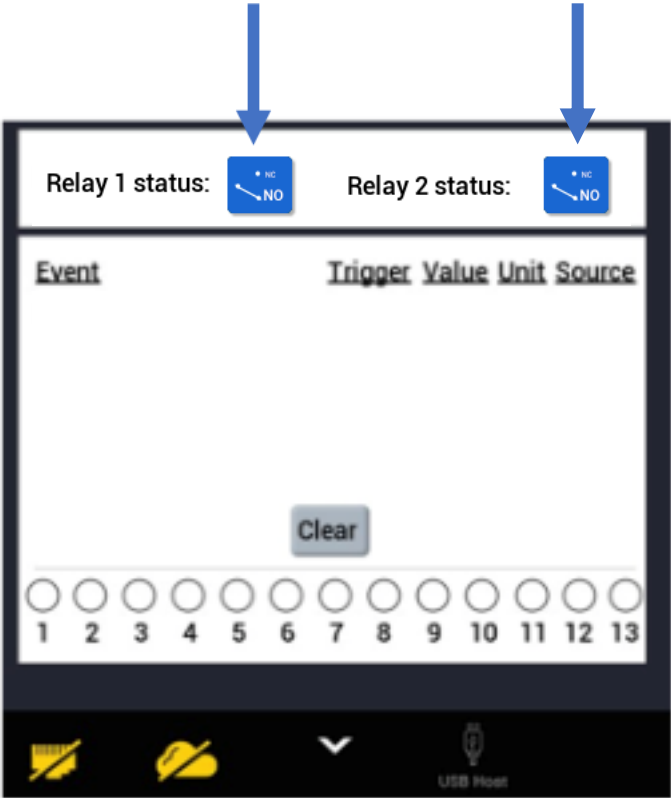 Relay 1 status: NC NO Relay 2 status: NC NO
Event Trigger Value Unit Source
Clear
1 2 3 4 5 6 7 8 9 10 11 12 13
USB Host